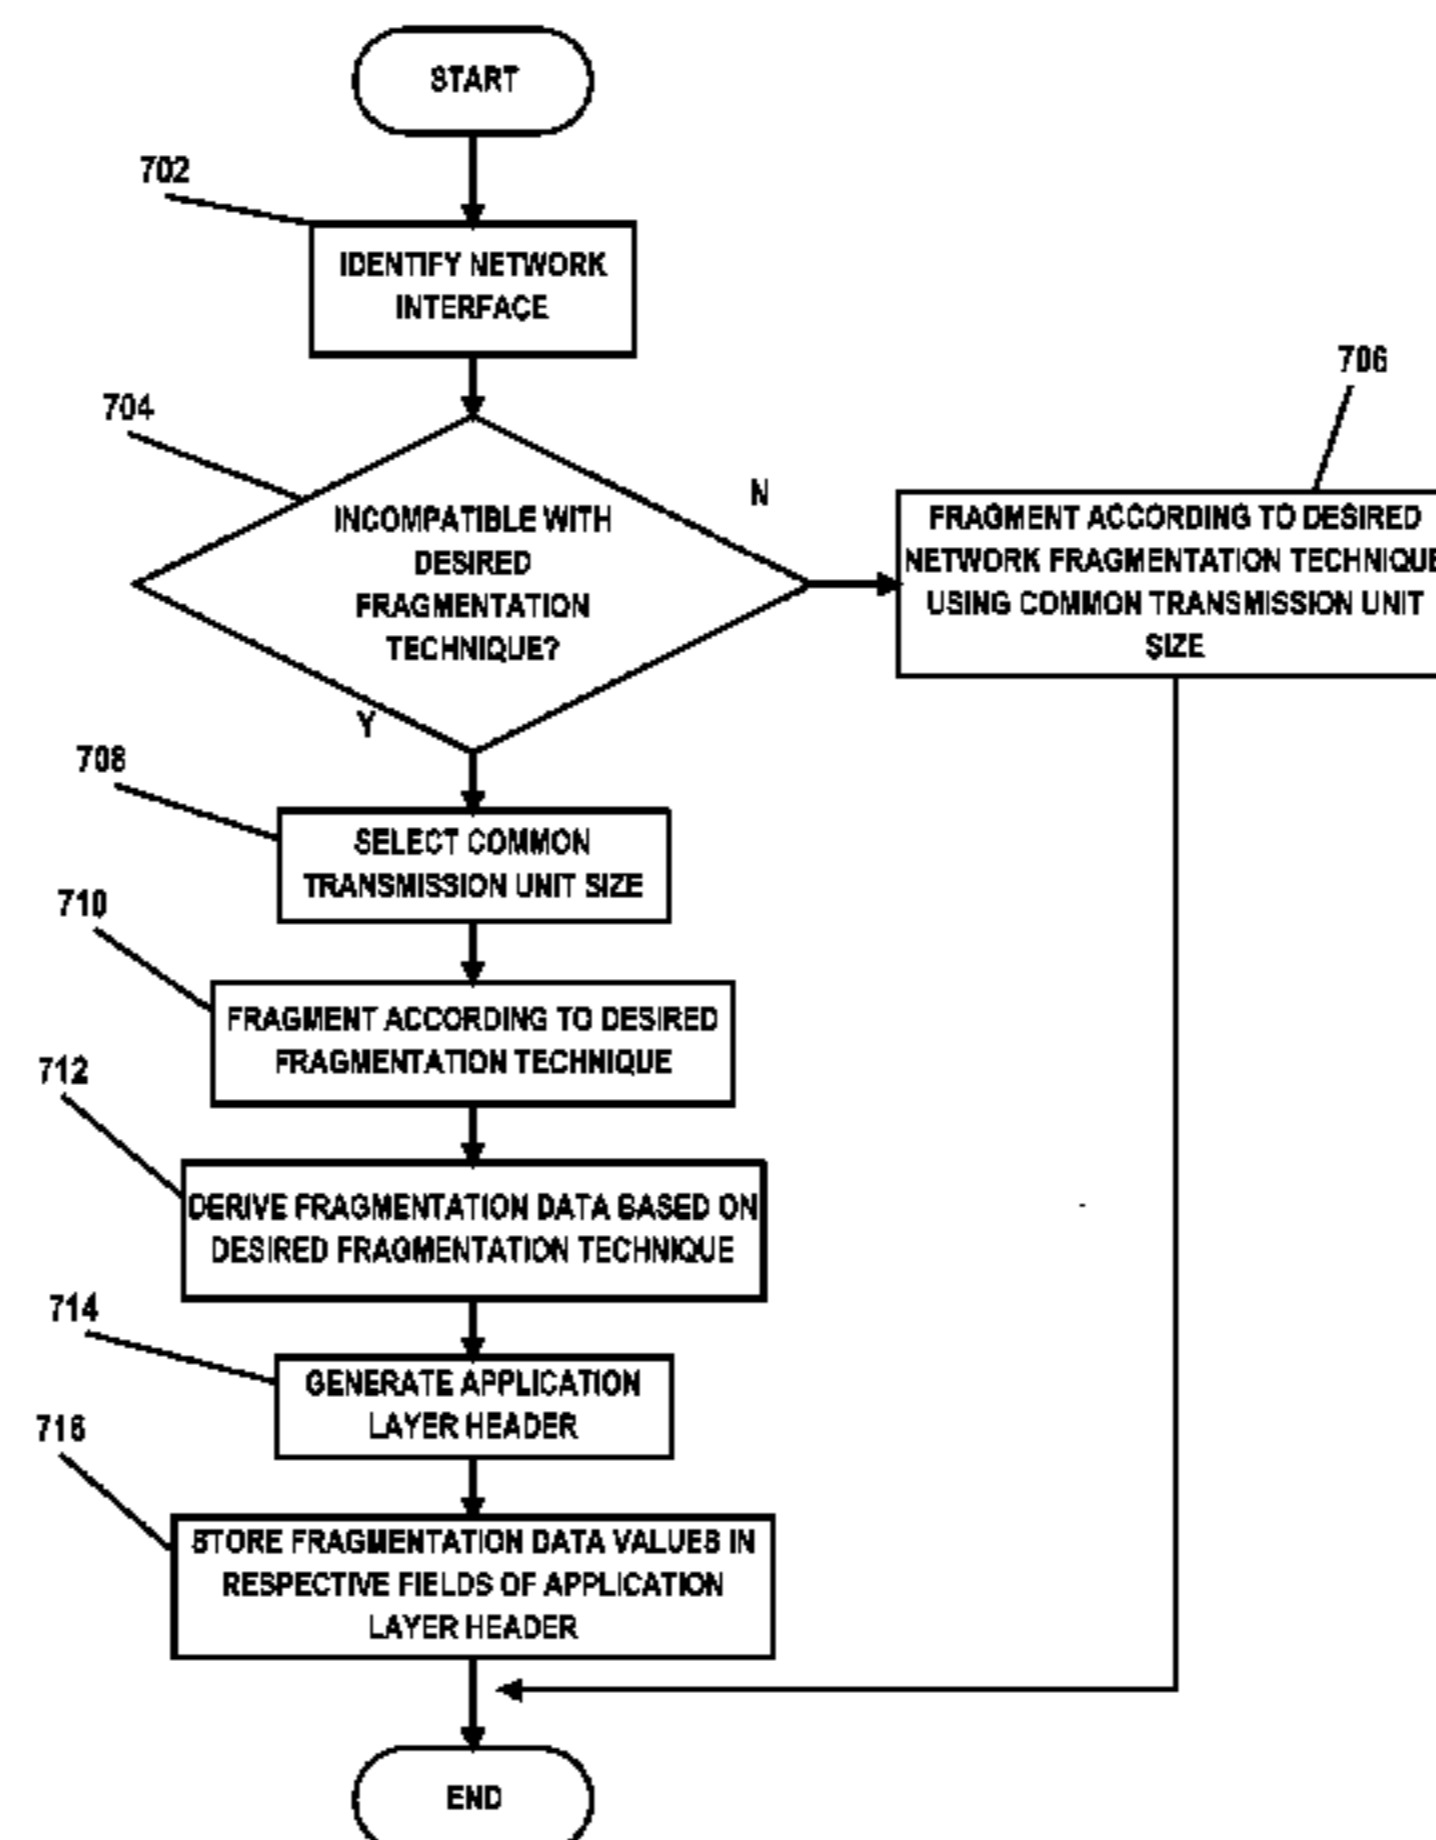 START
702
IDENTIFY NETWORK
INTERFACE
704
INCOMPATIBLE WITH
DESIRED
FRAGMENTATION
TECHNIQUE?
N
706
FRAGMENT ACCORDING TO DESIRED
NETWORK FRAGMENTATION TECHNIQUE
USING COMMON TRANSMISSION UNIT
SIZE
Y
708
SELECT COMMON
TRANSMISSION UNIT SIZE
710
FRAGMENT ACCORDING TO DESIRED
FRAGMENTATION TECHNIQUE
712
DERIVE FRAGMENTATION DATA BASED ON
DESIRED FRAGMENTATION TECHNIQUE
714
GENERATE APPLICATION
LAYER HEADER
716
STORE FRAGMENTATION DATA VALUES IN
RESPECTIVE FIELDS OF APPLICATION
LAYER HEADER
END